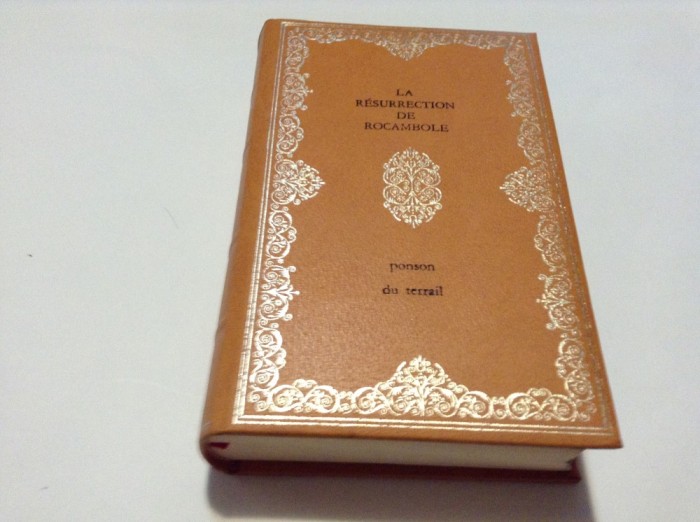 LA
RÉSURRECTION
DE
ROCAMBOLE
ponson
du terrail